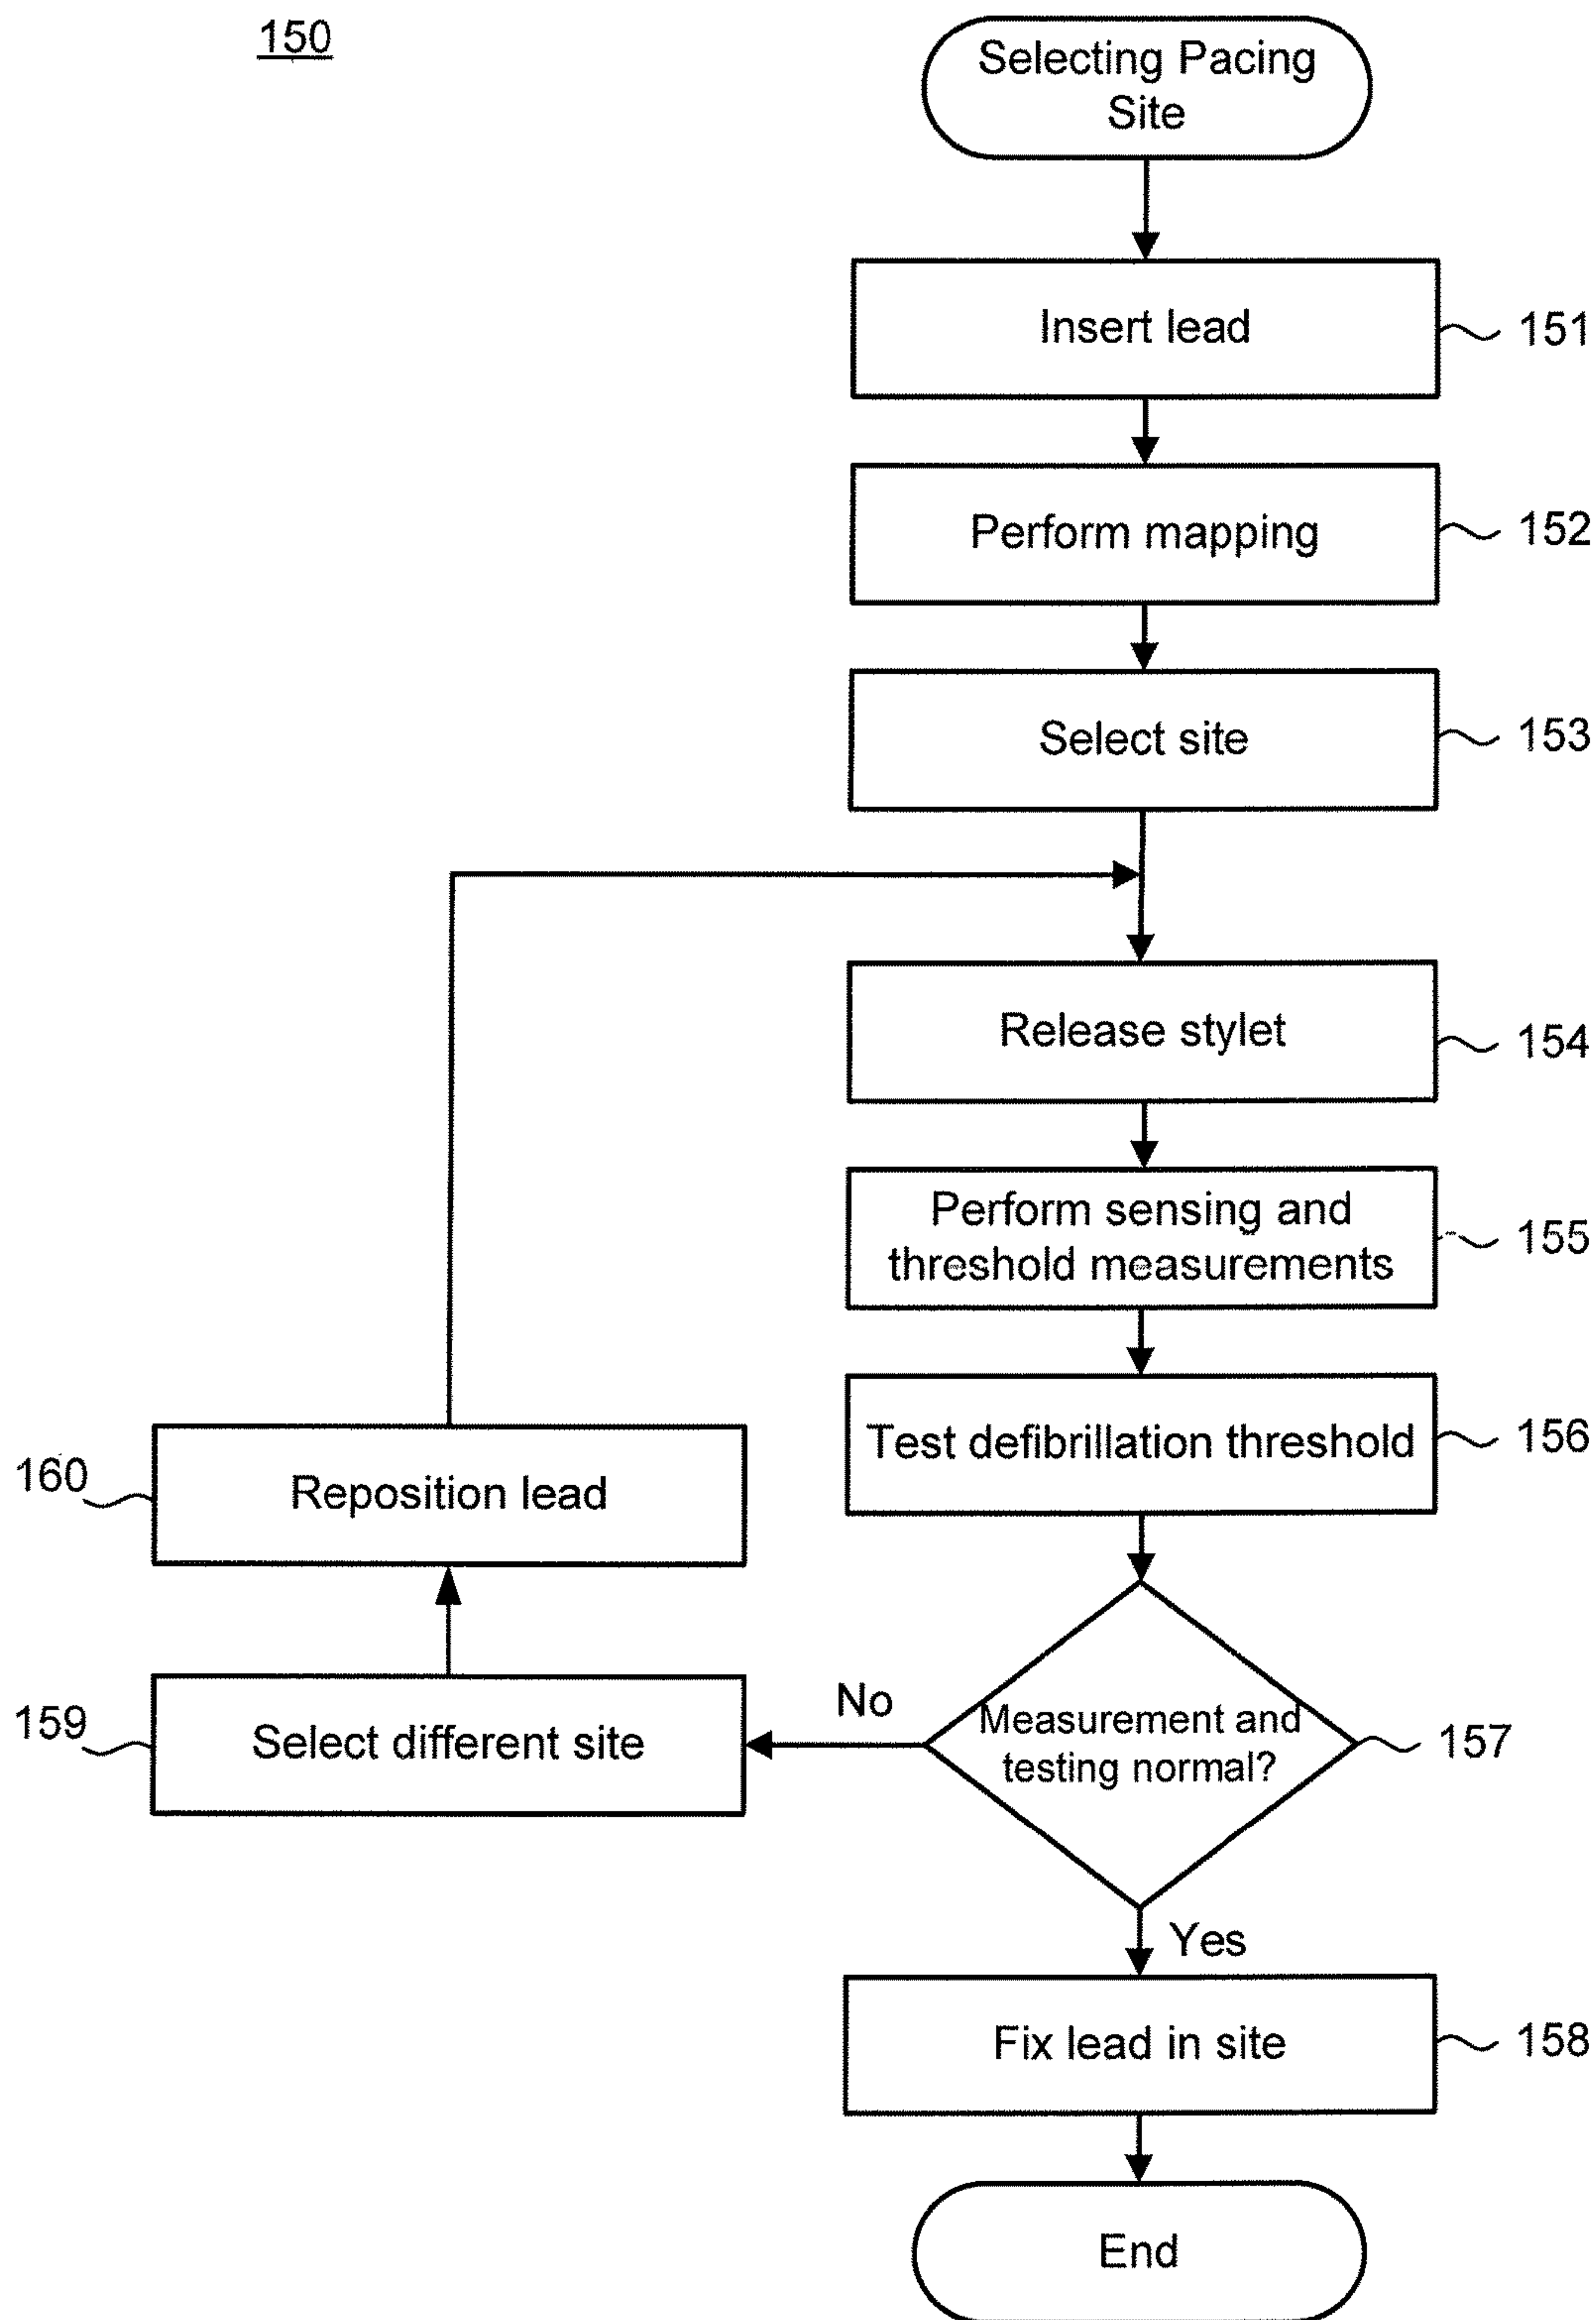 150
Selecting Pacing
Site
Insert lead
151
Perform mapping
152
Select site
153
Release stylet
154
Perform sensing and
threshold measurements
155
Test defibrillation threshold
156
160
Reposition lead
159
Select different site
No
Measurement and
testing normal?
157
Yes
Fix lead in site
158
End